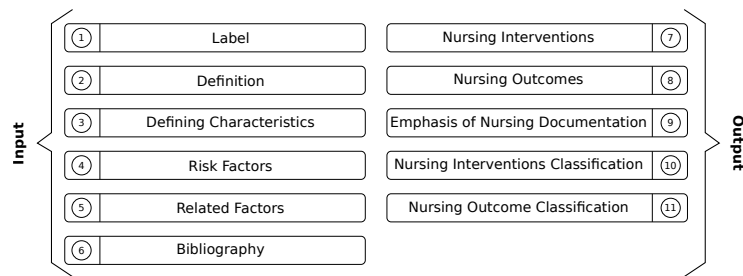 Input
1 Label
2 Definition
3 Defining Characteristics
4 Risk Factors
5 Related Factors
6 Bibliography
Nursing Interventions 7
Nursing Outcomes 8
Emphasis of Nursing Documentation 9
Nursing Interventions Classification 10
Nursing Outcome Classification 11
Output